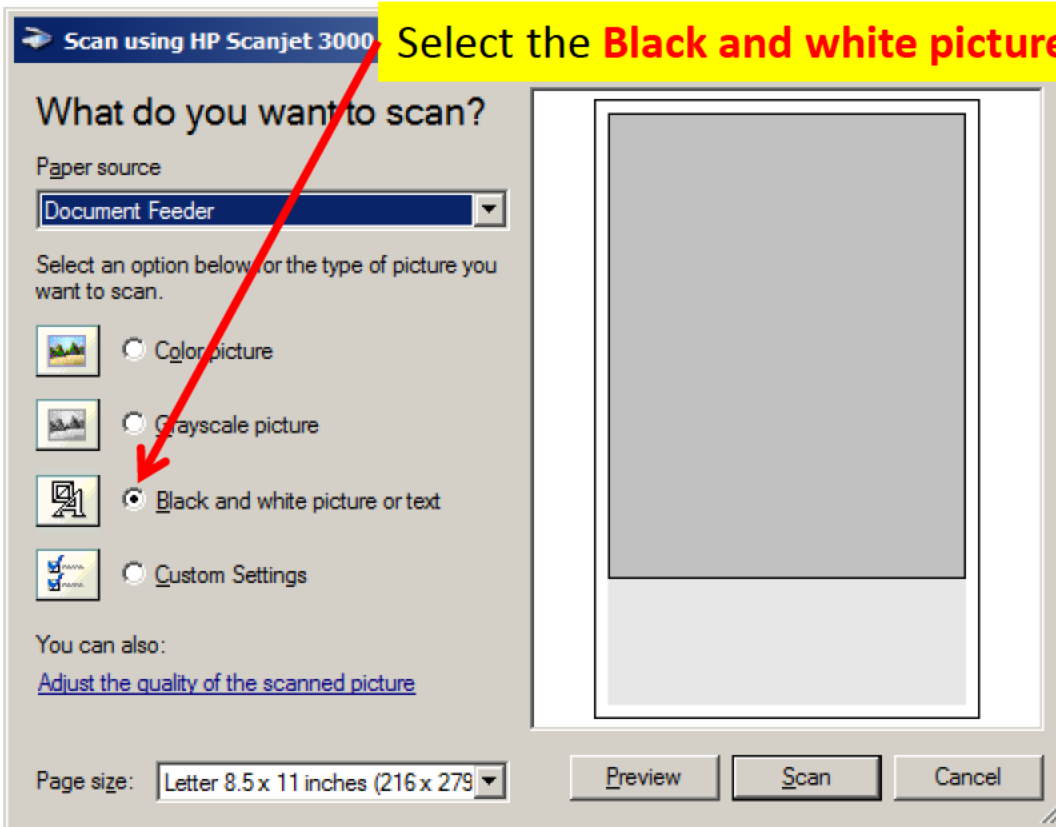 Scan using HP Scanjet 3000
Select the Black and white picture
What do you want to scan?
Paper source
Document Feeder
Select an option below for the type of picture you
want to scan.
Color picture
Grayscale picture
Black and white picture or text
Custom Settings
You can also:
Adjust the quality of the scanned picture
Page size: Letter 8.5 x 11 inches (216 x 279
Preview Scan Cancel